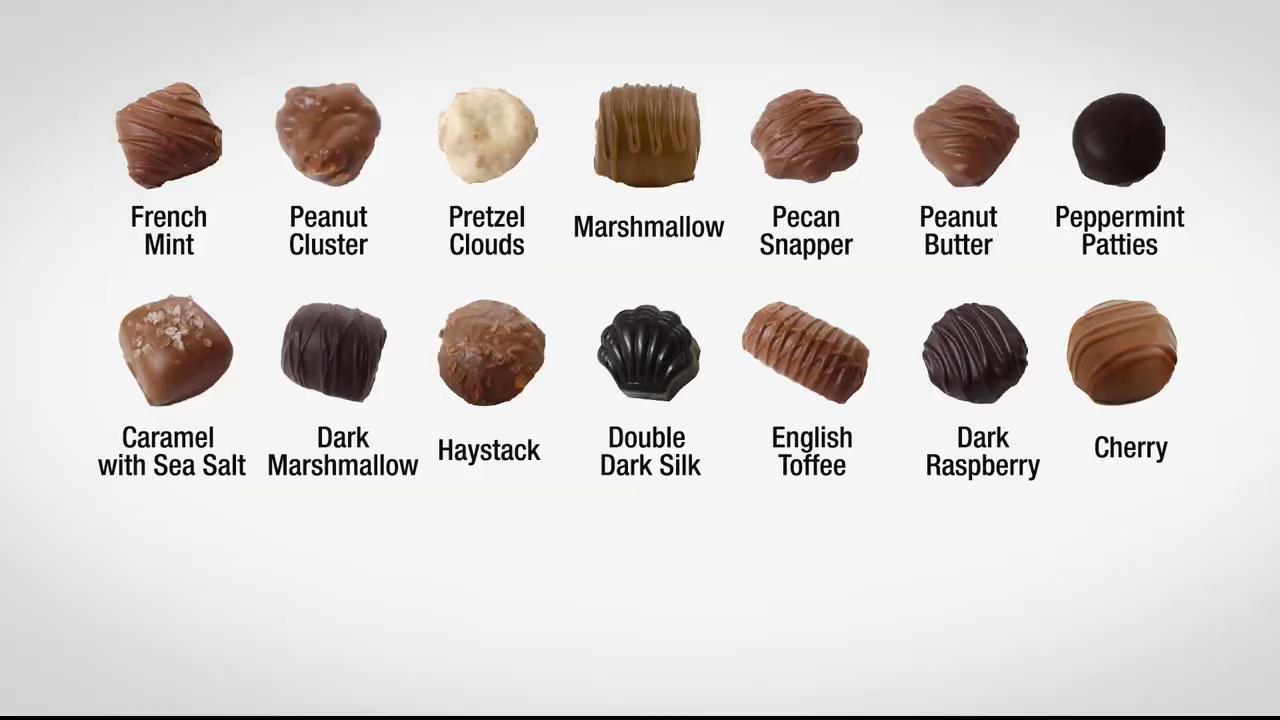 French
Mint
Peanut
Cluster
Pretzel
Clouds
Marshmallow
Pecan
Snapper
Peanut
Butter
Peppermint
Patties
Caramel
with Sea Salt
Dark
Marshmallow
Haystack
Double
Dark Silk
English
Toffee
Dark
Raspberry
Cherry